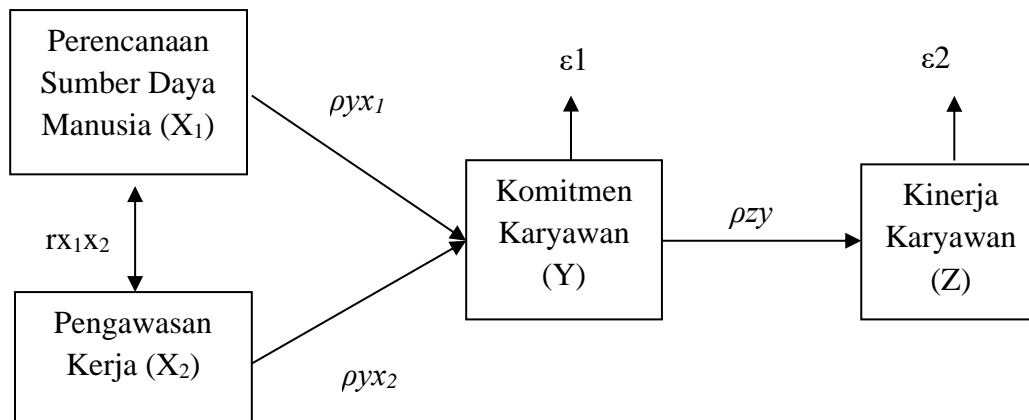 Perencanaan
Sumber Daya
Manusia (X₁)
rx₁x₂
Pengawasan
Kerja (X₂)
ρyx₁
ρyx₂
ε1
Komitmen
Karyawan
(Y)
ρzy
ε2
Kinerja
Karyawan
(Z)